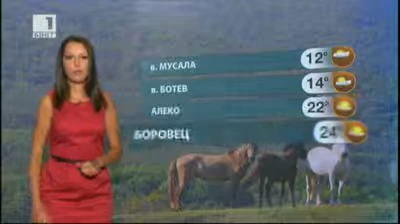 1
БНТ
в. МУСАЛА 12°
в. БОТЕВ 14°
АЛЕКО 22°
БОРОВЕЦ 24